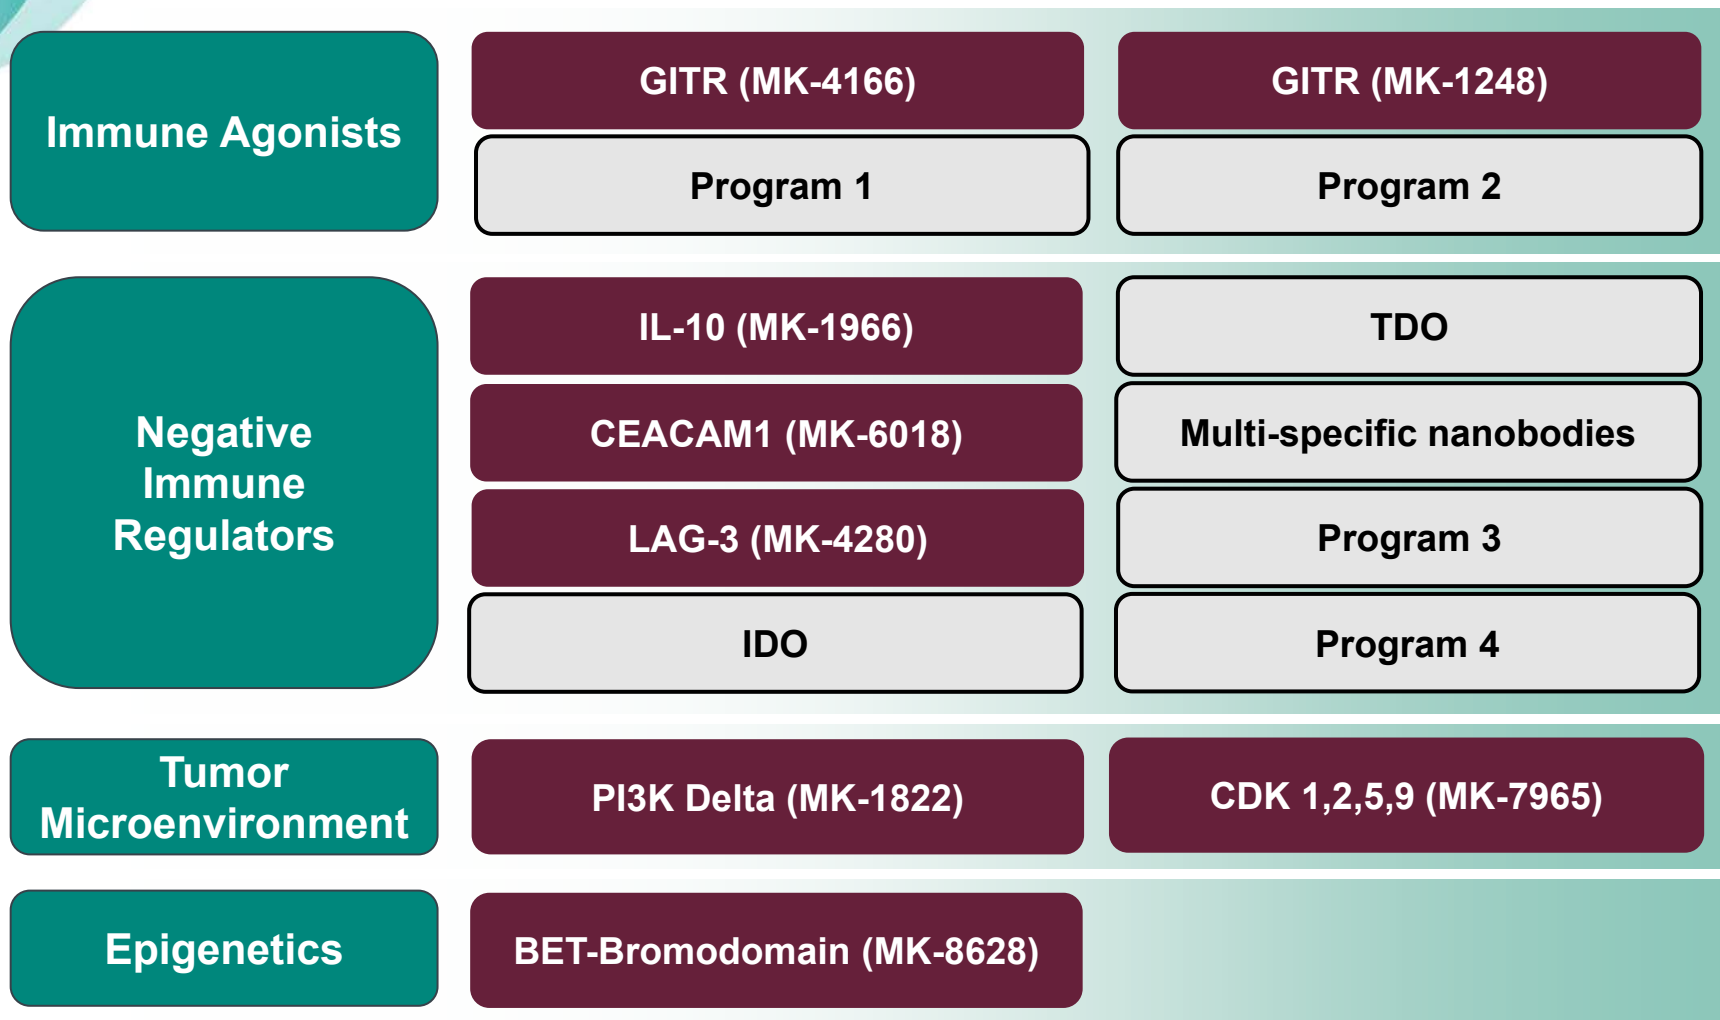 Immune Agonists
GITR (MK-4166)
GITR (MK-1248)
Program 1
Program 2
Negative
Immune
Regulators
IL-10 (MK-1966)
TDO
CEACAM1 (MK-6018)
Multi-specific nanobodies
LAG-3 (MK-4280)
Program 3
IDO
Program 4
Tumor
Microenvironment
PI3K Delta (MK-1822)
CDK 1,2,5,9 (MK-7965)
Epigenetics
BET-Bromodomain (MK-8628)